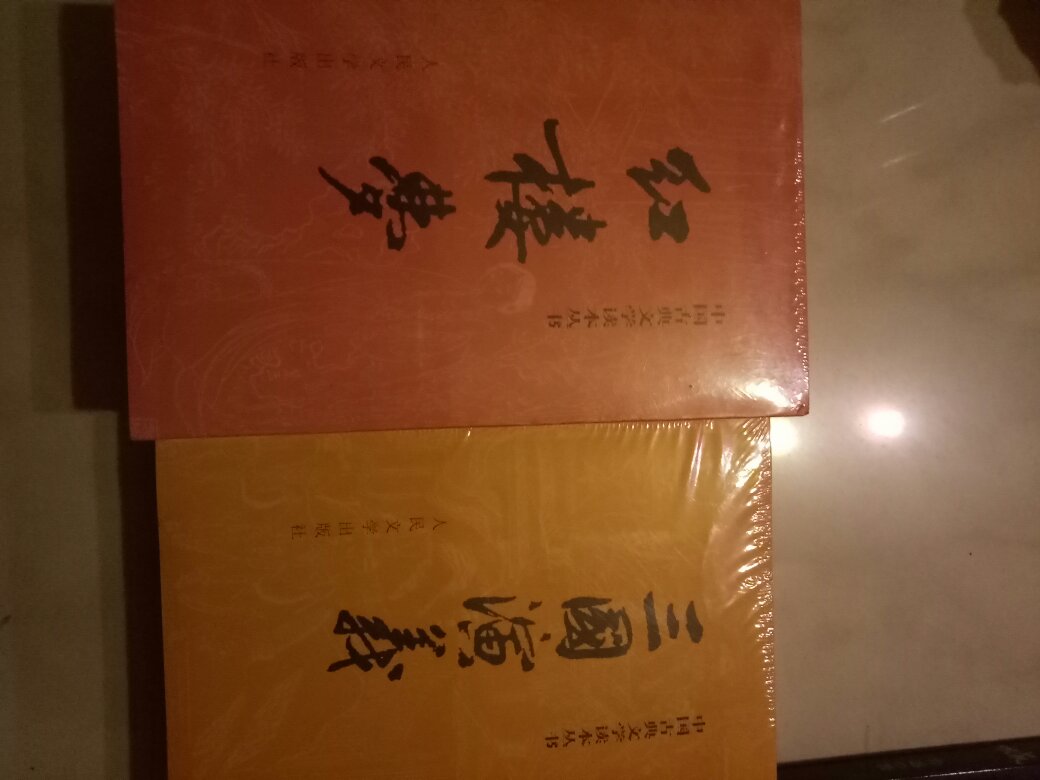 红楼梦
中国古典文学读本丛书
人民文学出版社
三國演義
中国古典文学读本丛书
人民文学出版社